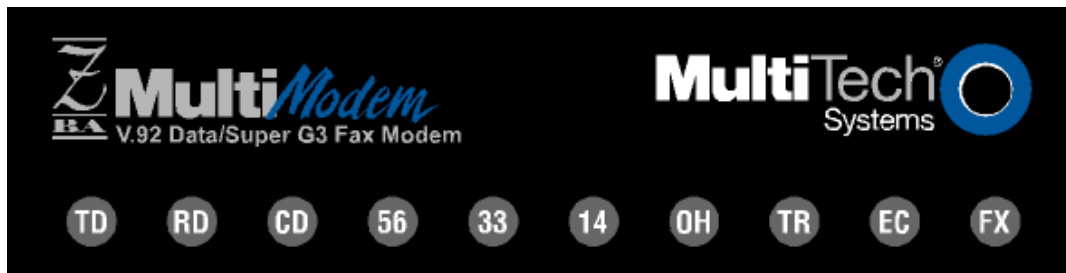 Z
BA
MultiModem
V.92 Data/Super G3 Fax Modem
MultiTech®
Systems
TD RD CD 56 33 14 OH TR EC FX